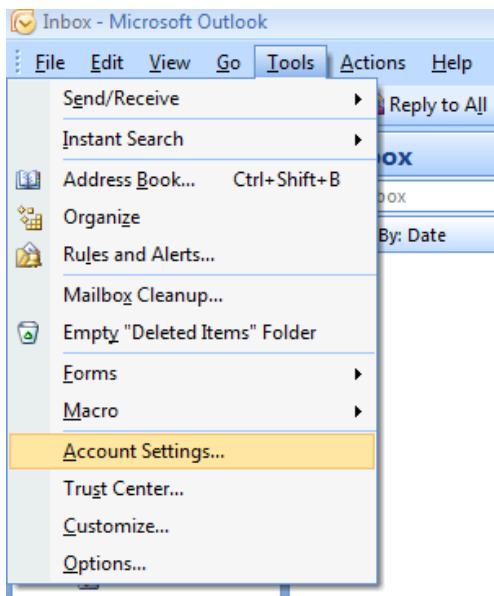 Inbox - Microsoft Outlook
File Edit View Go Tools Actions Help
Send/Receive
Reply to All
Instant Search
Address Book... Ctrl+Shift+B
Organize
By: Date
Rules and Alerts...
Mailbox Cleanup...
Empty "Deleted Items" Folder
Forms
Macro
Account Settings...
Trust Center...
Customize...
Options...